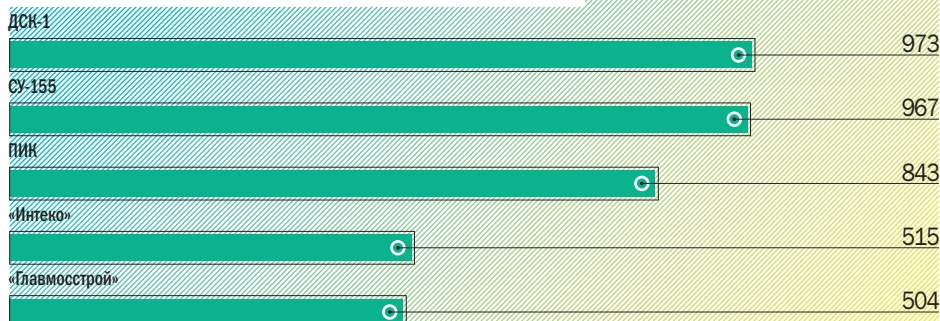 ДСК-1
973
СУ-155
967
ПИК
843
«Интеко»
515
«Главмосстрой»
504